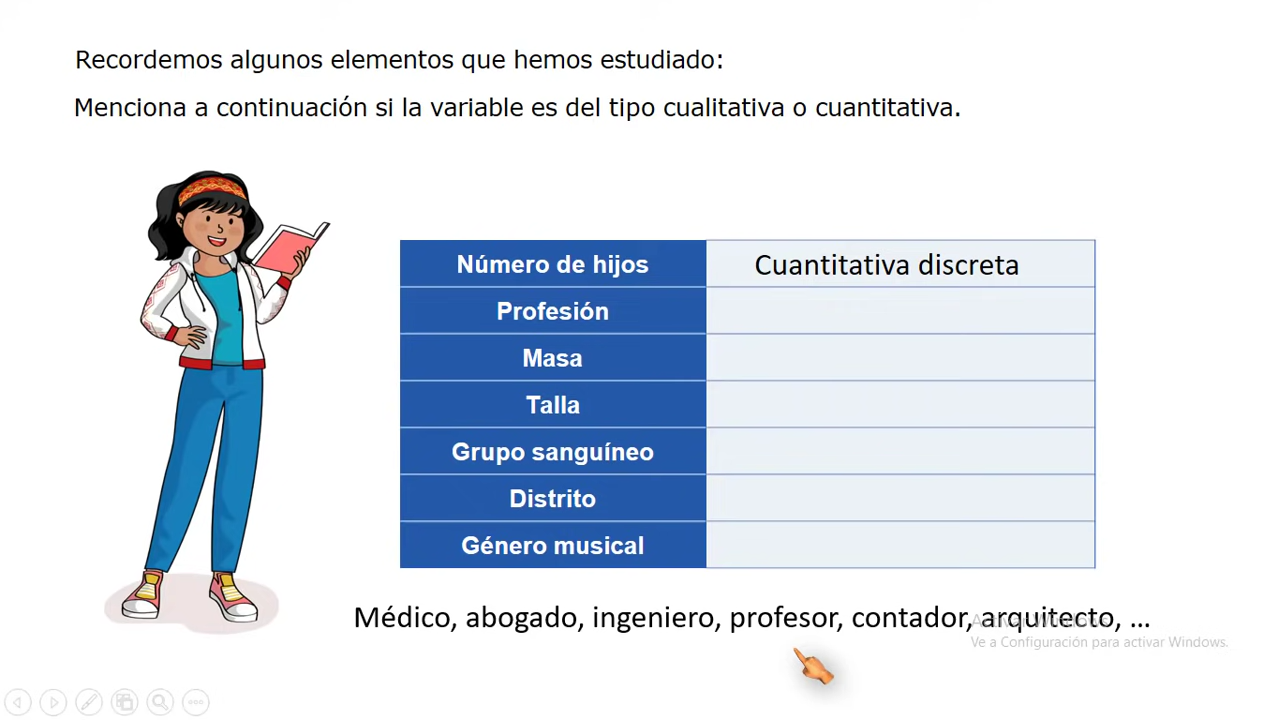 Recordemos algunos elementos que hemos estudiado:
Menciona a continuación si la variable es del tipo cualitativa o cuantitativa.
Número de hijos Cuantitativa discreta
Profesión
Masa
Talla
Grupo sanguíneo
Distrito
Género musical
Médico, abogado, ingeniero, profesor, contador, arquitecto, ...
Activar Windows
Ve a Configuración para activar Windows.